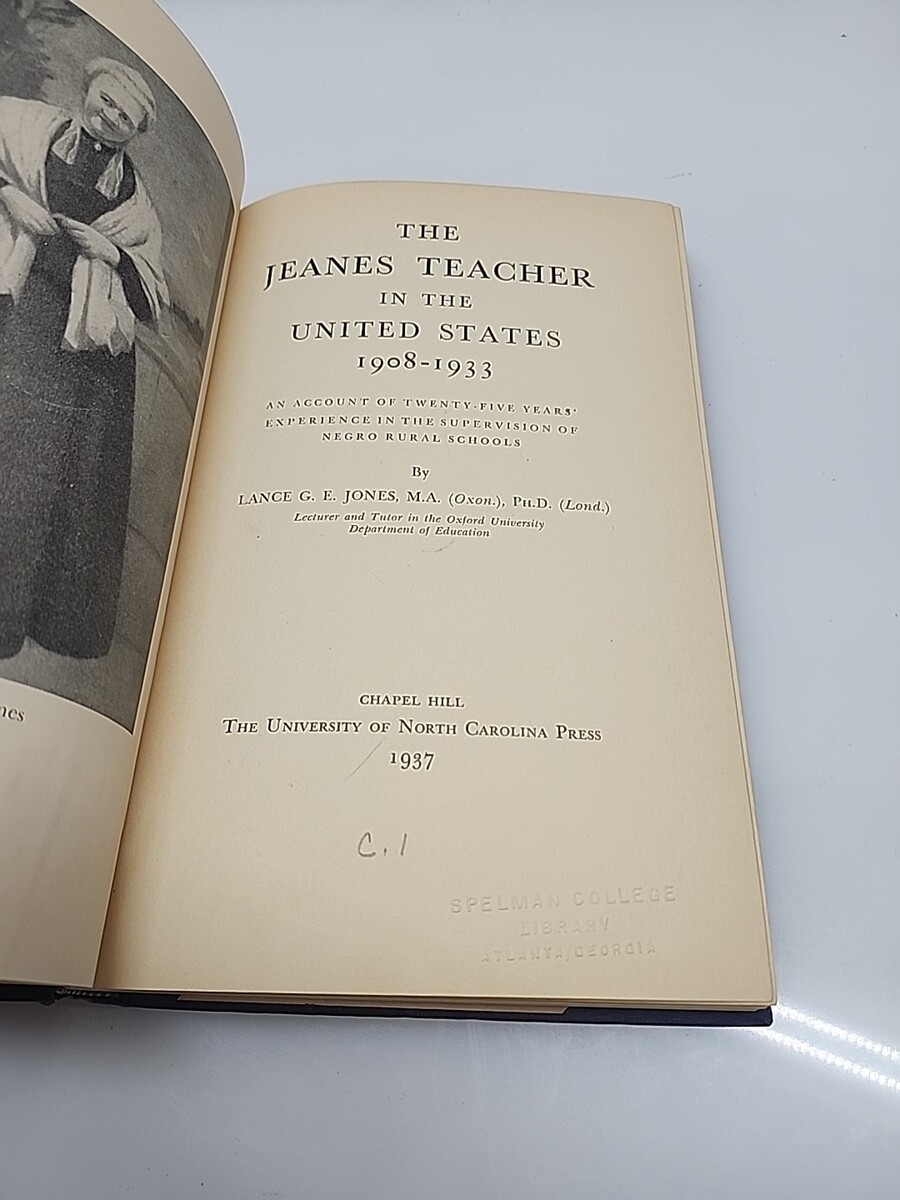 THE
JEANES TEACHER
IN THE
UNITED STATES
1908-1933
AN ACCOUNT OF TWENTY-FIVE YEARS'
EXPERIENCE IN THE SUPERVISION OF
NEGRO RURAL SCHOOLS
By
LANCE G. E. JONES, M.A. (Oxon.), PH.D. (Lond.)
Lecturer and Tutor in the Oxford University
Department of Education
CHAPEL HILL
THE UNIVERSITY OF NORTH CAROLINA PRESS
1937
C. 1
SPELMAN COLLEGE
LIBRARY
ATLANTA, GEORGIA